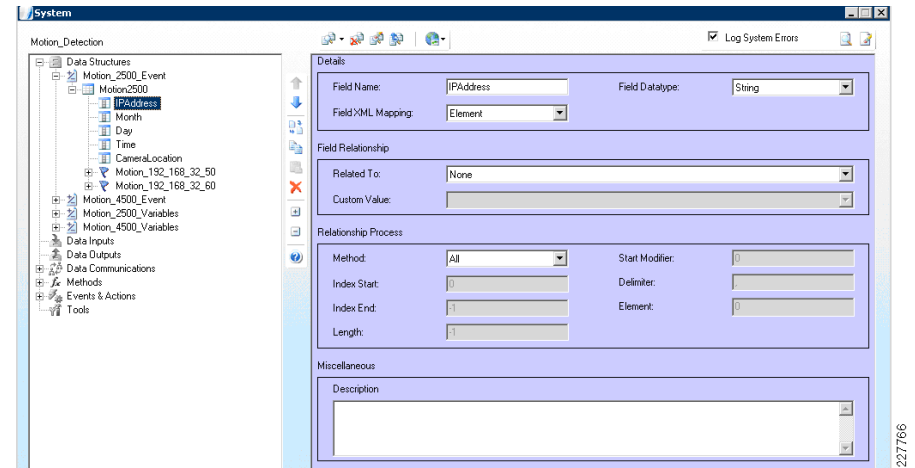 System
Motion_Detection
Log System Errors
Data Structures
Motion_2500_Event
Motion2500
IPAddress
Month
Day
Time
CameraLocation
Motion_192_168_32_50
Motion_192_168_32_60
Motion_4500_Event
Motion_2500_Variables
Motion_4500_Variables
Data Inputs
Data Outputs
Data Communications
Methods
Events & Actions
Tools
Details
Field Name: IPAddress Field Datatype: String
Field XML Mapping: Element
Field Relationship
Related To: None
Custom Value:
Relationship Process
Method: All Start Modifier: 0
Index Start: 0 Delimiter: .
Index End: -1 Element: 0
Length: -1
Miscellaneous
Description
227766